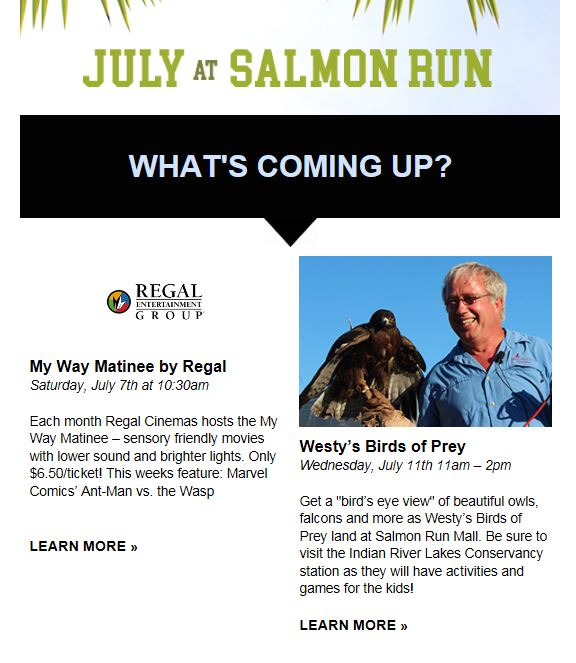 JULY AT SALMON RUN
WHAT'S COMING UP?
REGAL
ENTERTAINMENT
GROUP
My Way Matinee by Regal
Saturday, July 7th at 10:30am
Each month Regal Cinemas hosts the My
Way Matinee – sensory friendly movies
with lower sound and brighter lights. Only
$6.50/ticket! This weeks feature: Marvel
Comics’ Ant-Man vs. the Wasp
LEARN MORE »
Westy’s Birds of Prey
Wednesday, July 11th 11am – 2pm
Get a "bird’s eye view" of beautiful owls,
falcons and more as Westy’s Birds of
Prey land at Salmon Run Mall. Be sure to
visit the Indian River Lakes Conservancy
station as they will have activities and
games for the kids!
LEARN MORE »